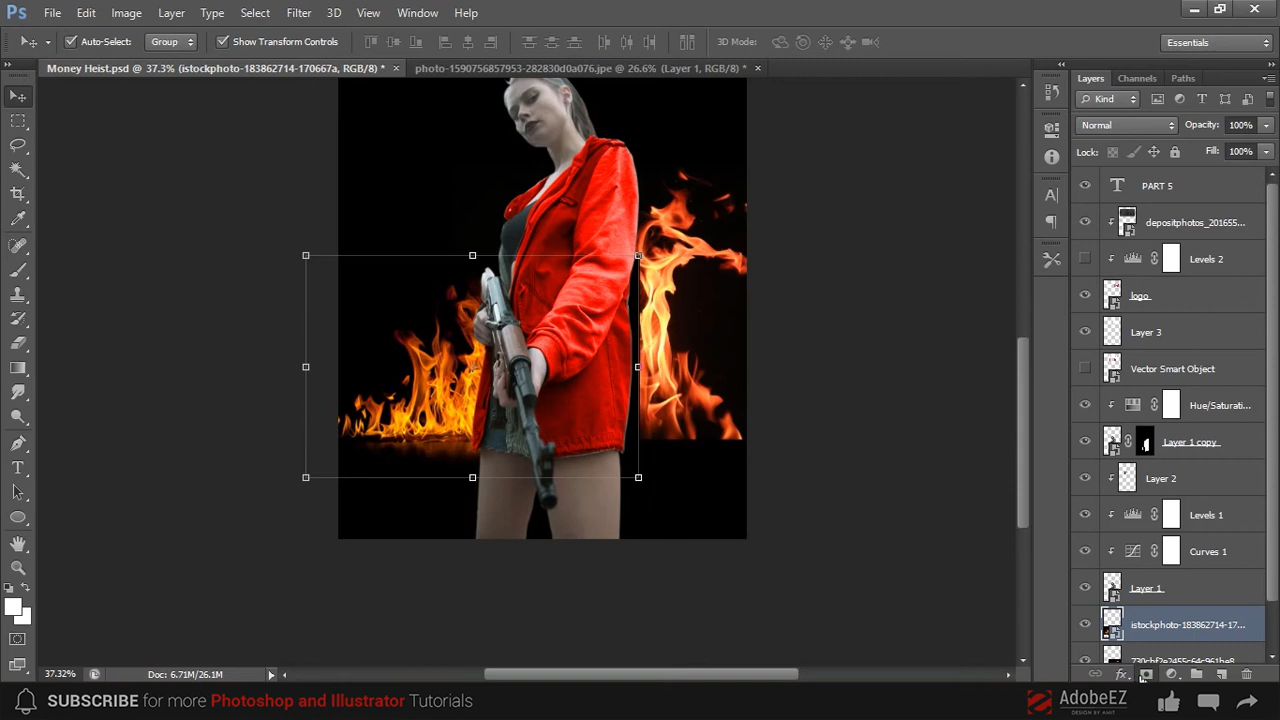 Ps File Edit Image Layer Type Select Filter 3D View Window Help
Auto-Select: Group Show Transform Controls 3D Mode: Essentials
Money Heist.psd @ 37.3% (istockphoto-183862714-170667a, RGB/8) * × photo-1590756857953-282830d0a076.jpe @ 26.6% (Layer 1, RGB/8) * ×
Layers Channels Paths
Kind
Normal Opacity: 100%
Lock: Fill: 100%
T PART 5
depositphotos_201655...
Levels 2
logo
Layer 3
Vector Smart Object
Hue/Saturati...
Layer 1 copy
Layer 2
Levels 1
Curves 1
Layer 1
istockphoto-183862714-17...
37.32% Doc: 6.71M/26.1M
SUBSCRIBE for more Photoshop and Illustrator Tutorials
AdobeEZ
DESIGN BY AMIT